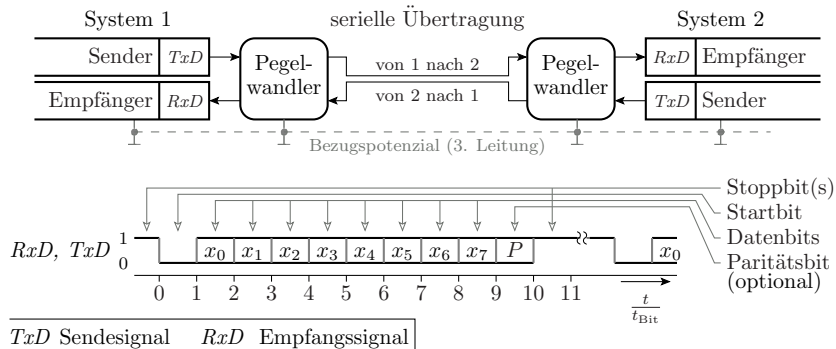 System 1 serielle Übertragung System 2
Sender TxD Pegel- von 1 nach 2 Pegel- RxD Empfänger
Empfänger RxD wandler von 2 nach 1 wandler TxD Sender
Bezugspotenzial (3. Leitung)
Stoppbit(s)
Startbit
Datenbits
Paritätsbit
(optional)
RxD, TxD 1 0 x0 x1 x2 x3 x4 x5 x6 x7 P x0
0 1 2 3 4 5 6 7 8 9 10 11 t
tBit
TxD Sendesignal RxD Empfangssignal